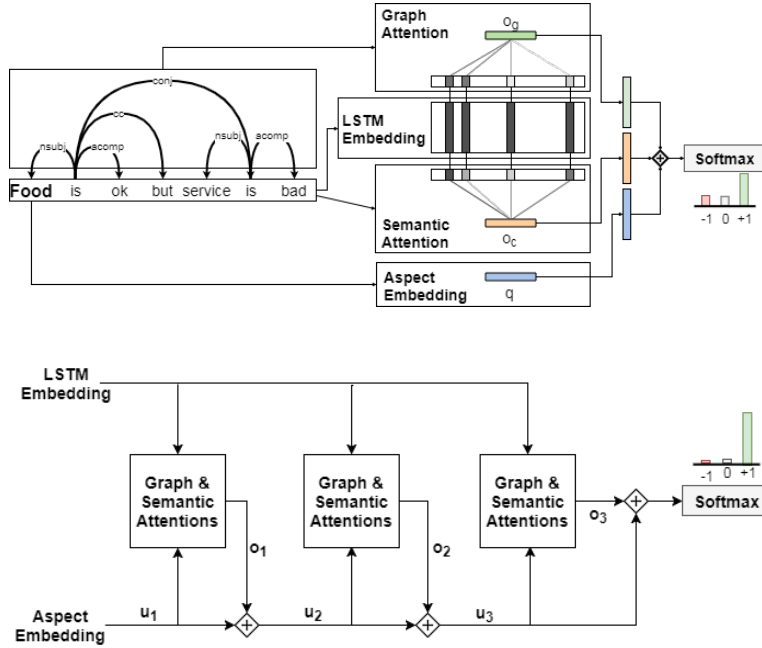 Graph
Attention
o_g
conj
cc
nsubj
acomp
nsubj
acomp
LSTM
Embedding
Food is ok but service is bad
Softmax
-1 0 +1
Semantic
Attention
o_c
Aspect
Embedding
q
LSTM
Embedding
Graph &
Semantic
Attentions
Graph &
Semantic
Attentions
Graph &
Semantic
Attentions
-1 0 +1
Softmax
o_1
o_2
o_3
Aspect
Embedding
u_1
u_2
u_3